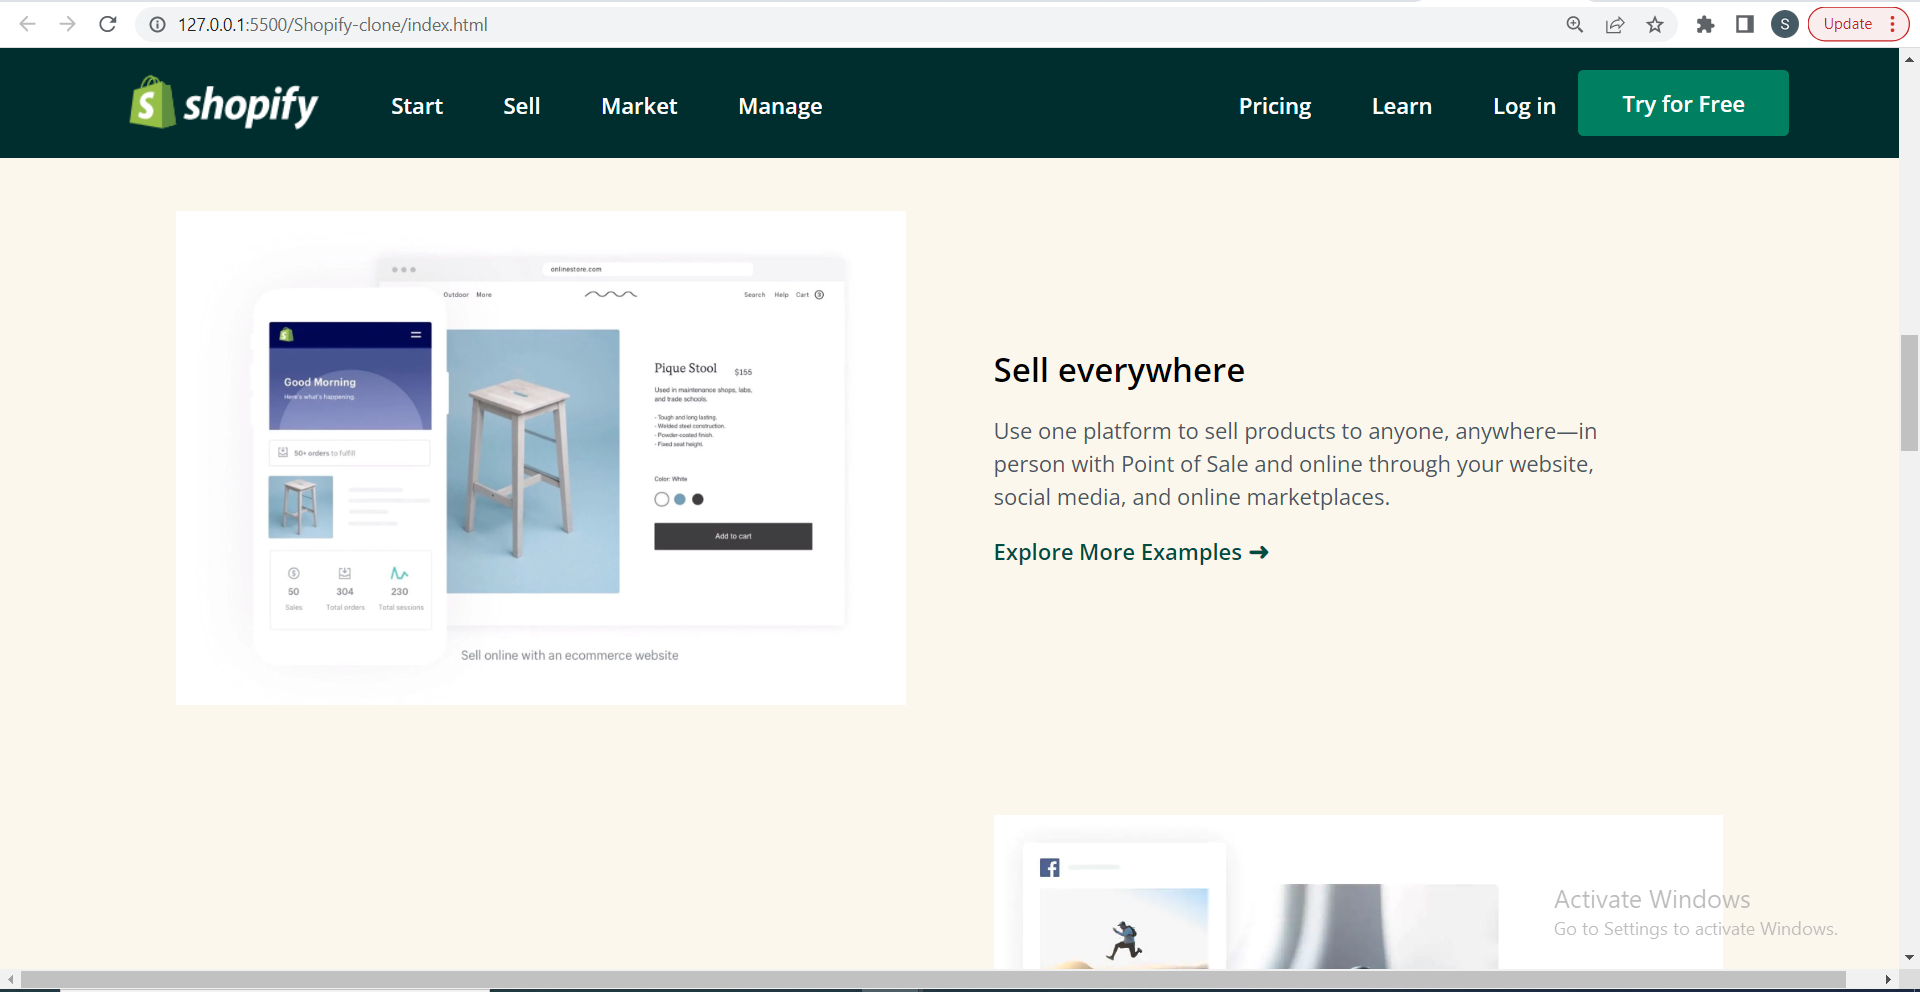 127.0.0.1:5500/Shopify-clone/index.html
S
Update
shopify
Start
Sell
Market
Manage
Pricing
Learn
Log in
Try for Free
onlinestore.com
Outdoor More
Search Help Cart 3
Good Morning
Here's what's happening.
50+ orders to fulfill
50
304
230
Sales
Total orders
Total sessions
Pique Stool $155
Used in maintenance shops, labs,
and trade schools.
- Tough and long lasting.
- Welded steel construction.
- Powder-coated finish.
- Fixed seat height.
Color: White
Add to cart
Sell online with an ecommerce website
Sell everywhere
Use one platform to sell products to anyone, anywhere—in
person with Point of Sale and online through your website,
social media, and online marketplaces.
Explore More Examples ➜
Activate Windows
Go to Settings to activate Windows.